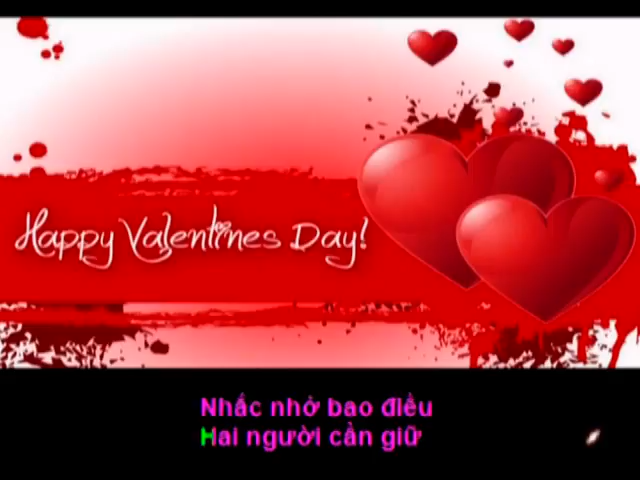 Happy Valentines Day!
Nhắc nhở bao điều
Hai người cần giữ